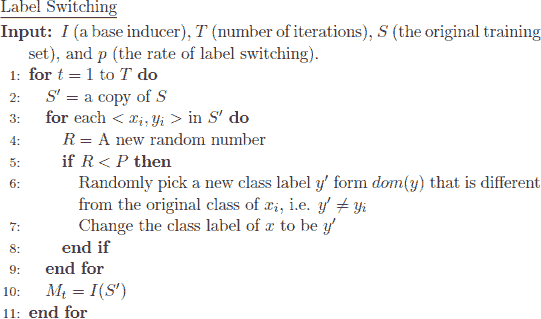 Label Switching
Input: I (a base inducer), T (number of iterations), S (the original training
set), and p (the rate of label switching).
1: for t = 1 to T do
2: S′ = a copy of S
3: for each < xᵢ, yᵢ > in S′ do
4: R = A new random number
5: if R < P then
6: Randomly pick a new class label y′ form dom(y) that is different
from the original class of xᵢ, i.e. y′ ≠ yᵢ
7: Change the class label of x to be y′
8: end if
9: end for
10: Mₜ = I(S′)
11: end for